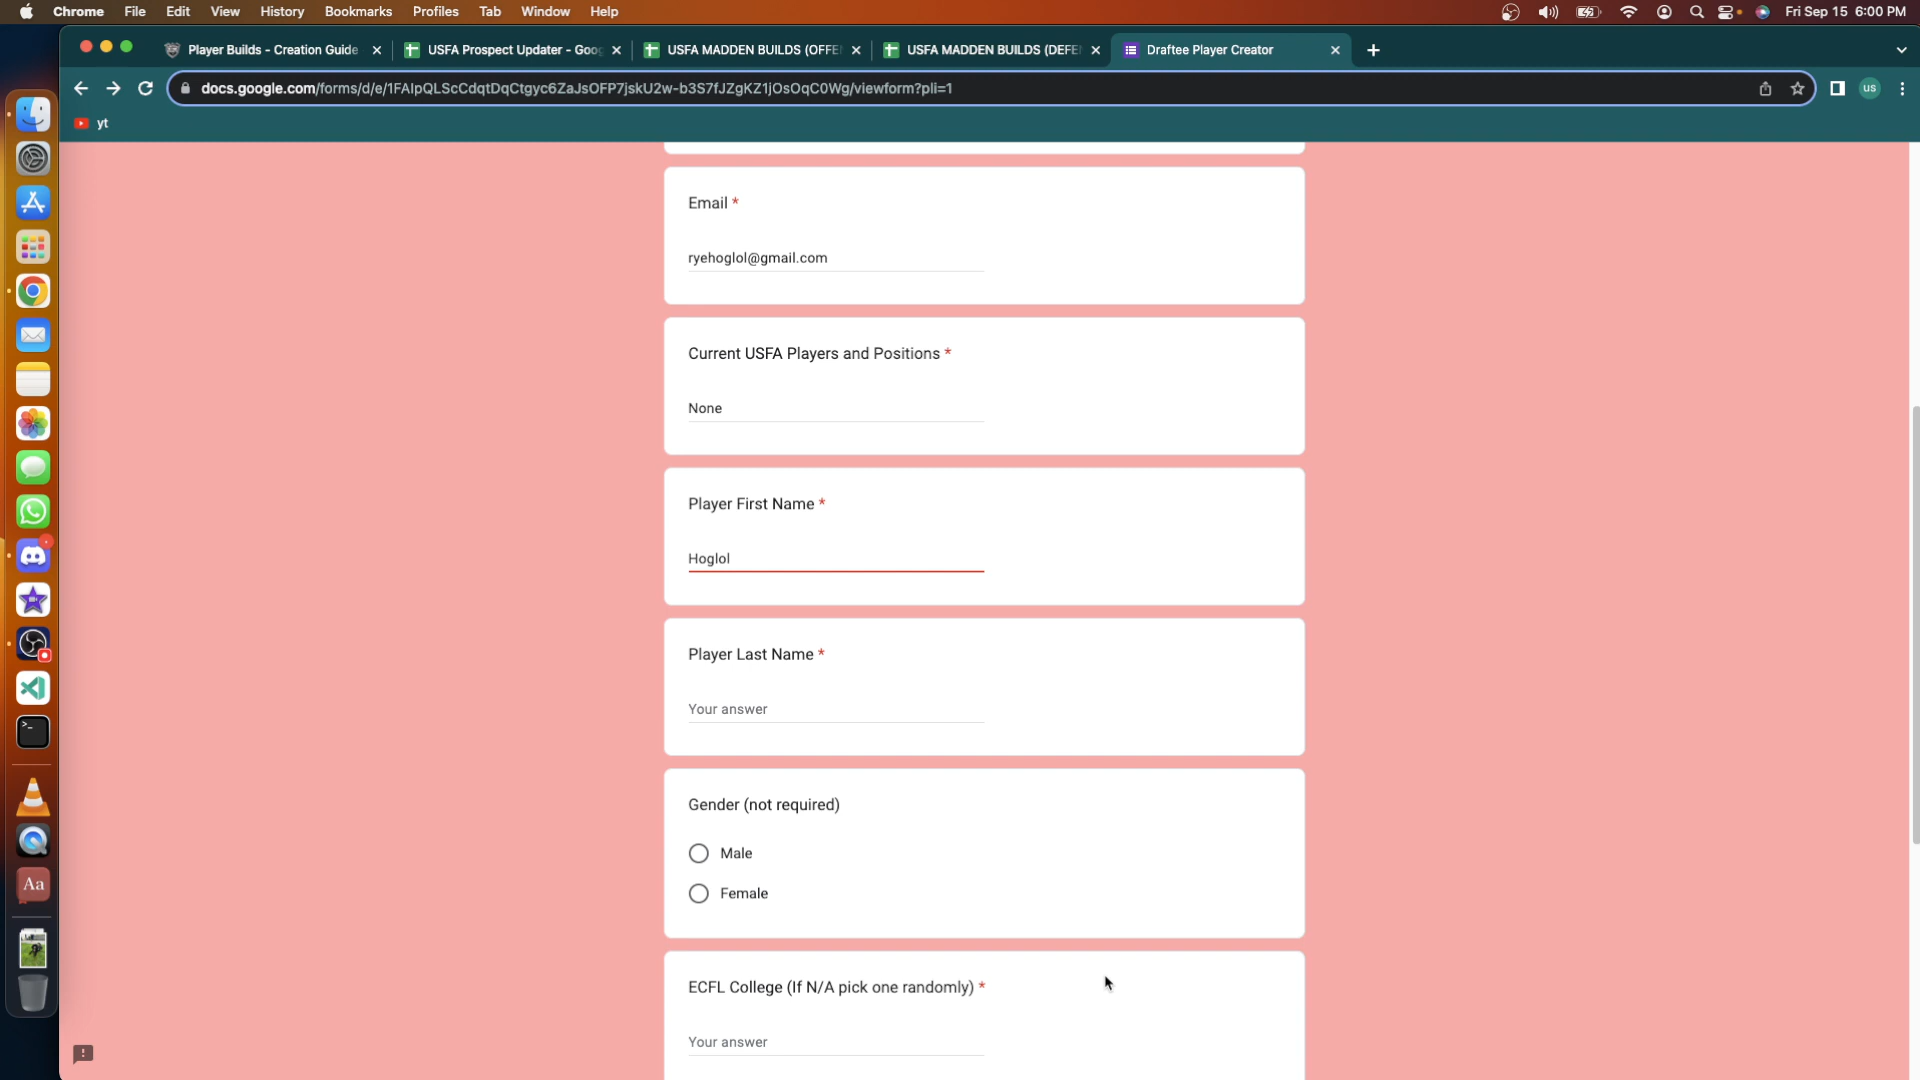 Chrome File Edit View History Bookmarks Profiles Tab Window Help Fri Sep 15 6:00 PM
Player Builds - Creation Guide USFA Prospect Updater - Goog USFA MADDEN BUILDS (OFFE USFA MADDEN BUILDS (DEFE Draftee Player Creator
docs.google.com/forms/d/e/1FAIpQLScCdqtDqCtgyc6ZaJsOFP7jskU2w-b3S7fJZgKZ1jOsOqC0Wg/viewform?pli=1 us
yt
Email *
ryehoglol@gmail.com
Current USFA Players and Positions *
None
Player First Name *
Hoglol
Player Last Name *
Your answer
Gender (not required)
Male
Female
Aa
ECFL College (If N/A pick one randomly) *
Your answer